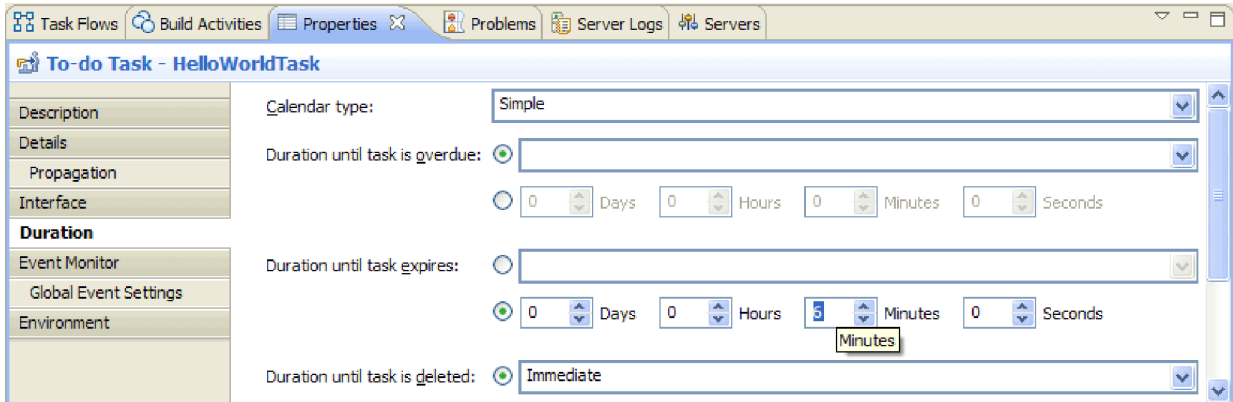 Task Flows Build Activities Properties Problems Server Logs Servers
To-do Task - HelloWorldTask
Description
Details
Propagation
Interface
Duration
Event Monitor
Global Event Settings
Environment
Calendar type: Simple
Duration until task is overdue:
0 Days 0 Hours 0 Minutes 0 Seconds
Duration until task expires:
0 Days 0 Hours 6 Minutes 0 Seconds
Minutes
Duration until task is deleted: Immediate